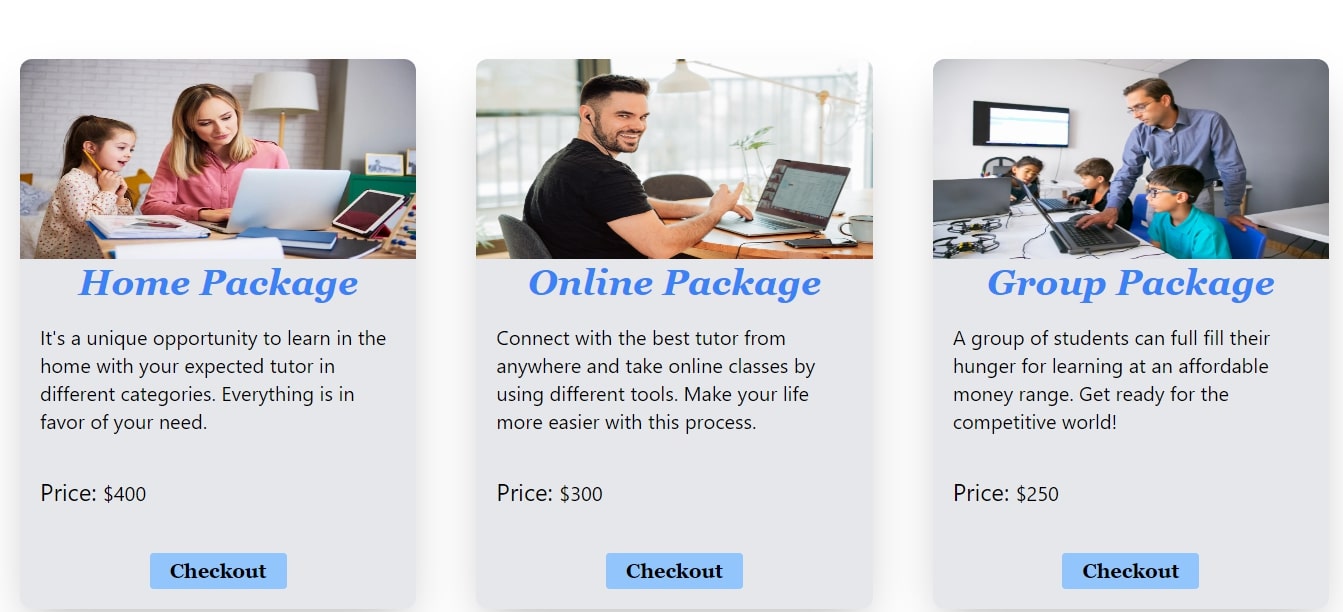 Home Package
It's a unique opportunity to learn in the
home with your expected tutor in
different categories. Everything is in
favor of your need.
Price: $400
Checkout
Online Package
Connect with the best tutor from
anywhere and take online classes by
using different tools. Make your life
more easier with this process.
Price: $300
Checkout
Group Package
A group of students can full fill their
hunger for learning at an affordable
money range. Get ready for the
competitive world!
Price: $250
Checkout